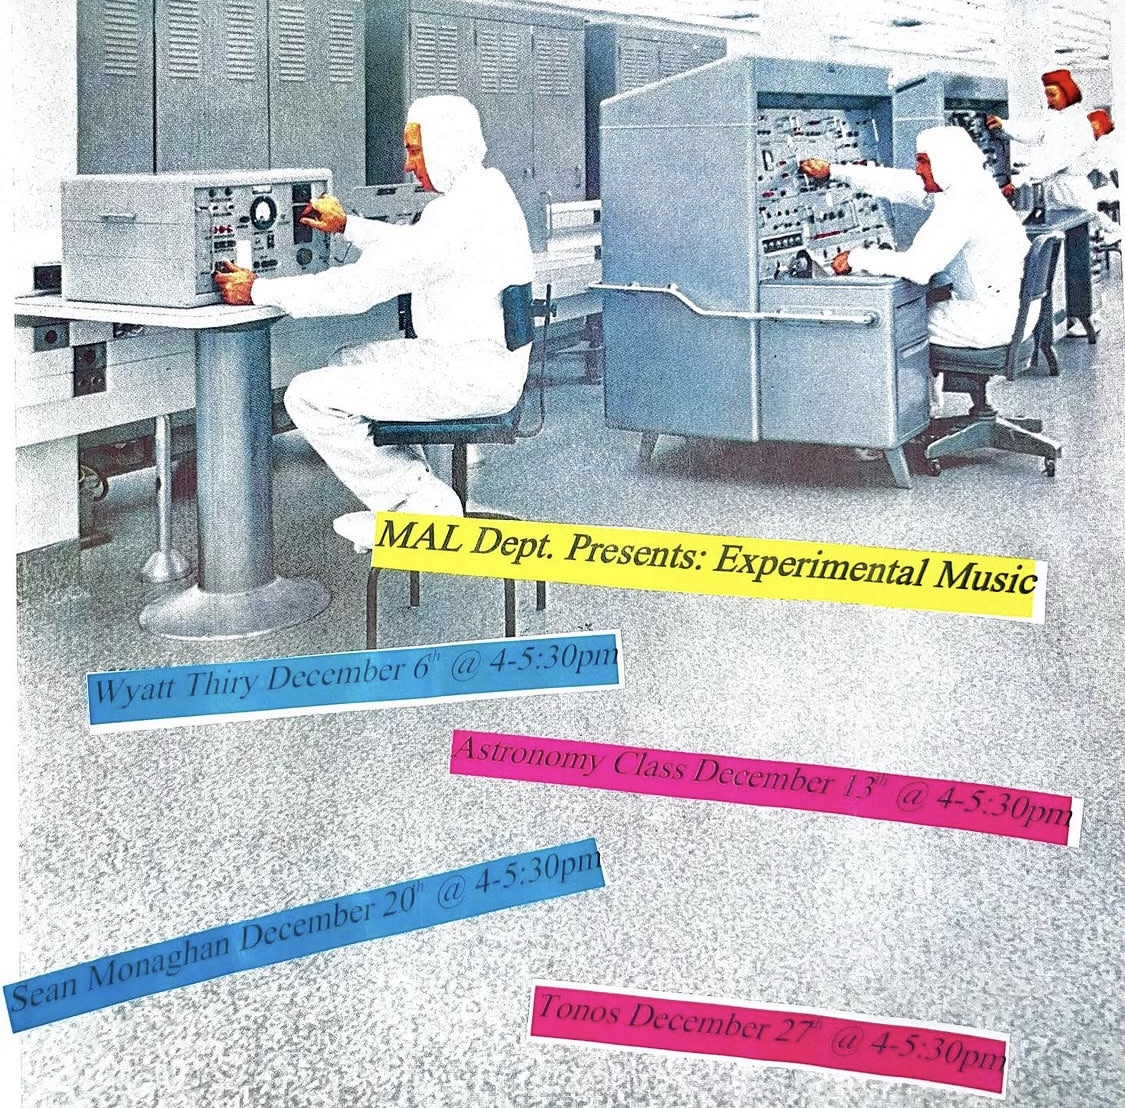 MAL Dept. Presents: Experimental Music
Wyatt Thiry December 6th @ 4-5:30pm
Astronomy Class December 13th @ 4-5:30pm
Sean Monaghan December 20th @ 4-5:30pm
Tonos December 27th @ 4-5:30pm